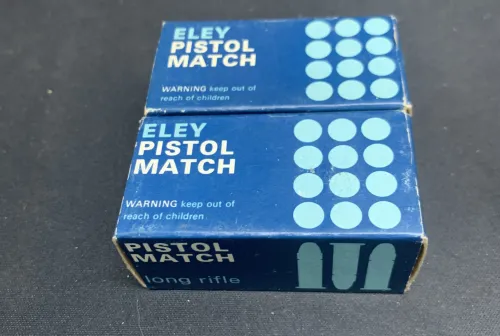 ELEY
PISTOL
MATCH
WARNING keep out of
reach of children
ELEY
PISTOL
MATCH
WARNING keep out of
reach of children
PISTOL
MATCH
long rifle